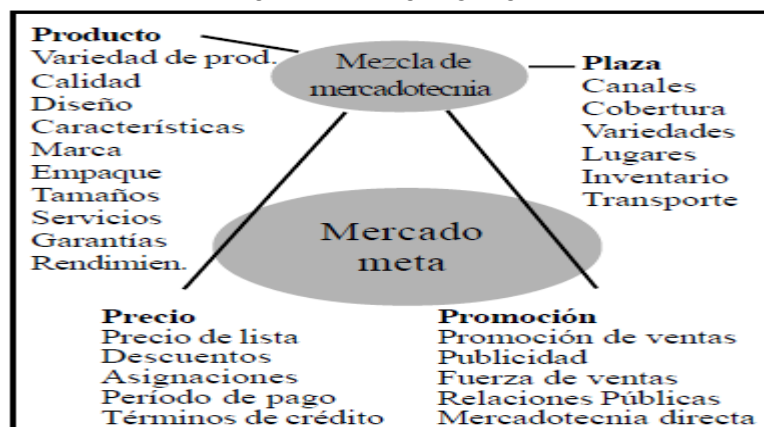 Mezcla de
mercadotecnia
Producto
Variedad de prod.
Calidad
Diseño
Características
Marca
Empaque
Tamaños
Servicios
Garantías
Rendimien.
Plaza
Canales
Cobertura
Variedades
Lugares
Inventario
Transporte
Mercado
meta
Precio
Precio de lista
Descuentos
Asignaciones
Período de pago
Términos de crédito
Promoción
Promoción de ventas
Publicidad
Fuerza de ventas
Relaciones Públicas
Mercadotecnia directa